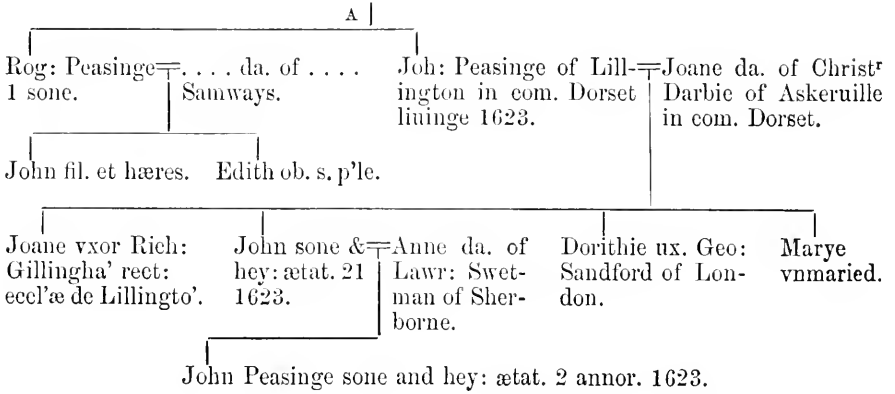 A
Rog: Peasinge=. . . . da. of . . . .
1 sone. Samways.
Joh: Peasinge of Lill-=Joane da. of Christʳ
ington in com. Dorset Darbie of Askeruille
liuinge 1623. in com. Dorset.
John fil. et hæres. Edith ob. s. p'le.
Joane vxor Rich:
Gillingha' rect:
eccl'æ de Lillingto'.
John sone &=Anne da. of
hey: ætat. 21 Lawr: Swet-
1623. man of Sher-
borne.
Dorithie ux. Geo:
Sandford of Lon-
don.
Marye
vnmaried.
John Peasinge sone and hey: ætat. 2 annor. 1623.